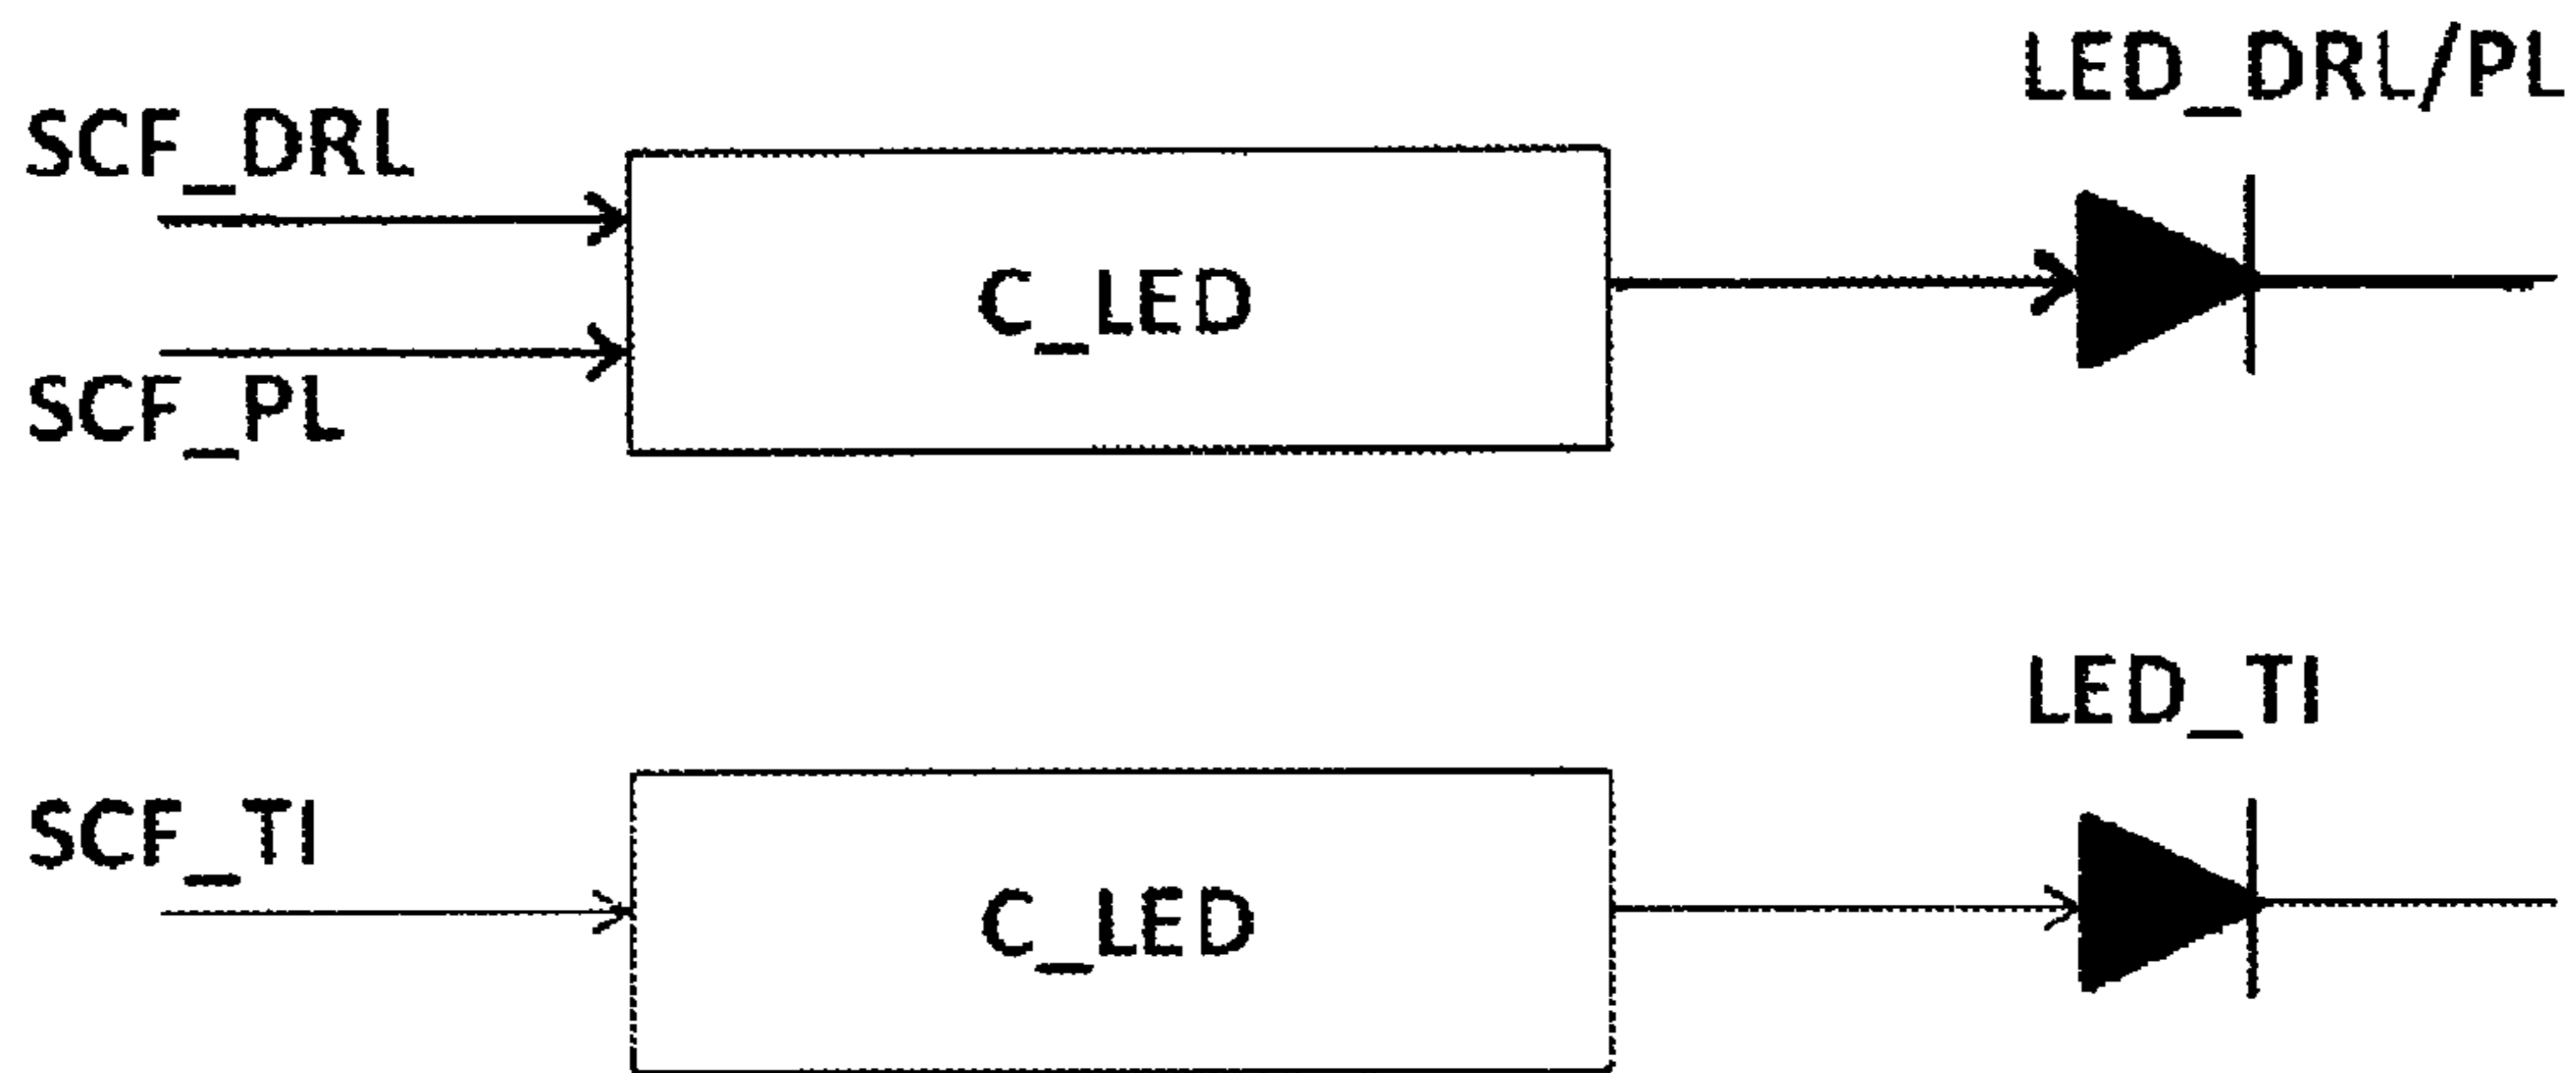 LED_DRL/PL
SCF_DRL
C_LED
SCF_PL
LED_TI
SCF_TI
C_LED